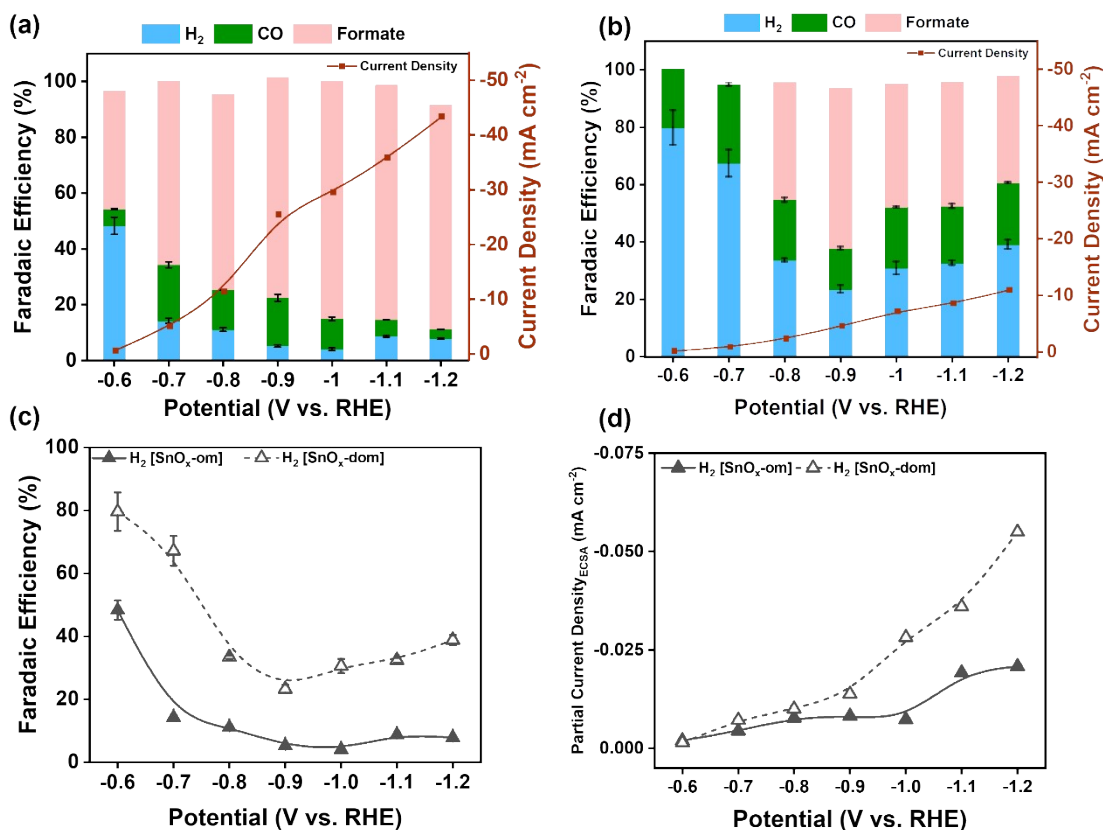 (a)
H₂ CO Formate
Current Density
Faradaic Efficiency (%)
100
80
60
40
20
0
-50
-40
-30
-20
-10
0
Current Density (mA cm⁻²)
-0.6 -0.7 -0.8 -0.9 -1 -1.1 -1.2
Potential (V vs. RHE)
(b)
H₂ CO Formate
Current Density
Faradaic Efficiency (%)
100
80
60
40
20
0
-50
-40
-30
-20
-10
0
Current Density (mA cm⁻²)
-0.6 -0.7 -0.8 -0.9 -1 -1.1 -1.2
Potential (V vs. RHE)
(c)
H₂ [SnOₓ-om] H₂ [SnOₓ-dom]
Faradaic Efficiency (%)
100
80
60
40
20
0
-0.6 -0.7 -0.8 -0.9 -1.0 -1.1 -1.2
Potential (V vs. RHE)
(d)
H₂ [SnOₓ-om] H₂ [SnOₓ-dom]
Partial Current Density_ECSA (mA cm⁻²)
-0.075
-0.050
-0.025
0.000
-0.6 -0.7 -0.8 -0.9 -1.0 -1.1 -1.2
Potential (V vs. RHE)